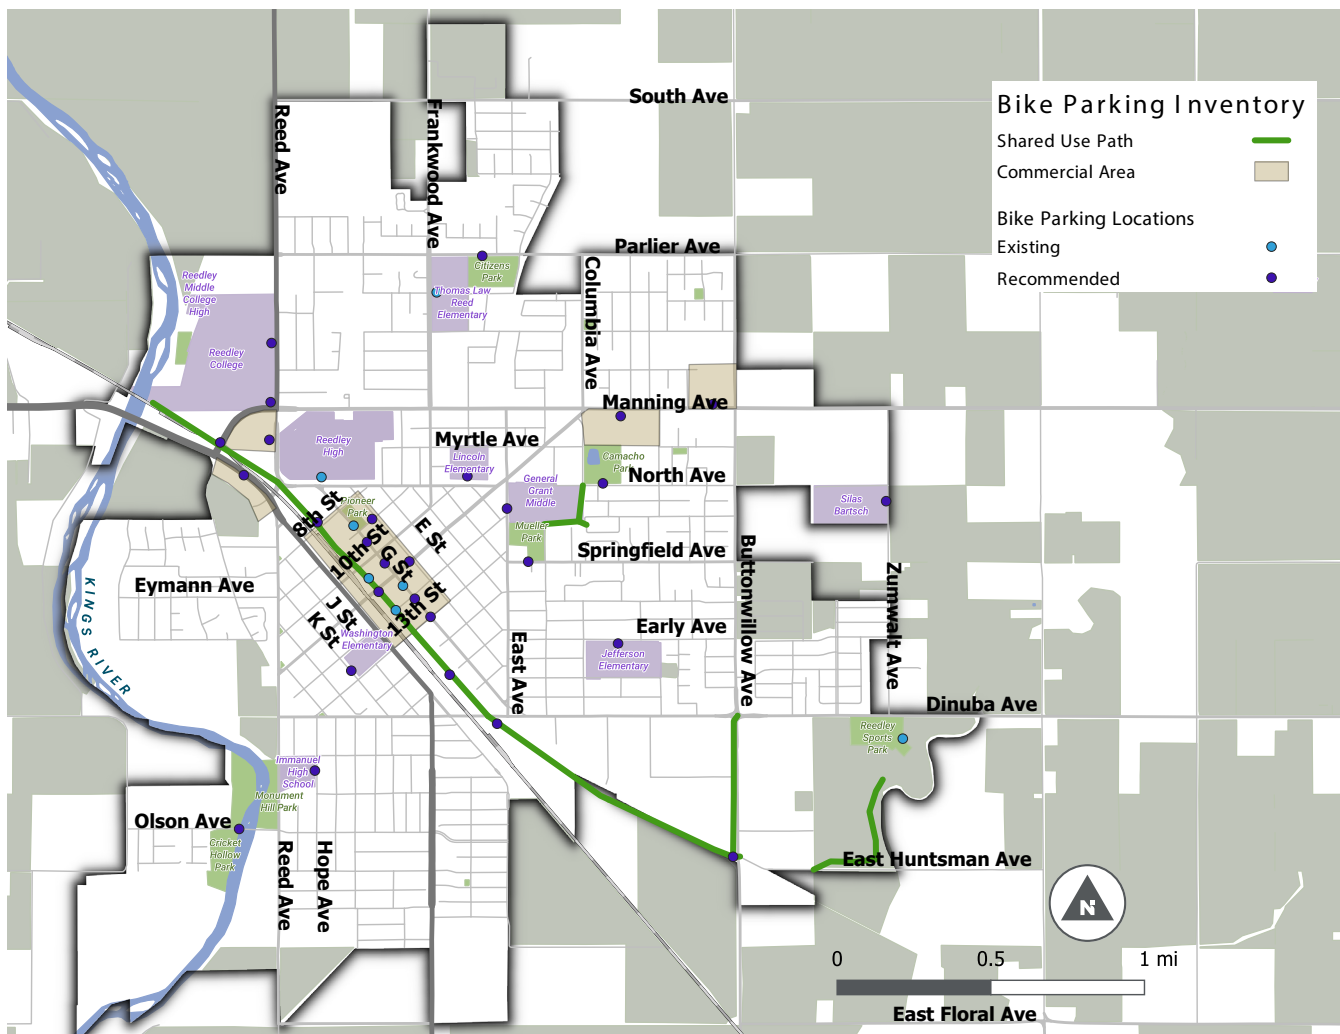 South Ave
Bike Parking Inventory
Shared Use Path
Commercial Area
Bike Parking Locations
Existing
Recommended
Reed Ave
Frankwood Ave
Parlier Ave
Citizens
Park
Reedley
Middle
College
High
Thomas Law
Reed
Elementary
Columbia Ave
Reedley
College
Manning Ave
Myrtle Ave
Reedley
High
Lincoln
Elementary
Camacho
Park
North Ave
General
Grant
Middle
Silas
Bartsch
Pioneer
Park
8th St
E St
Mueller
Park
10th St
G St
Springfield Ave
Buttonwillow Ave
Eymann Ave
Zumwalt Ave
KINGS RIVER
13th St
J St
K St
Washington
Elementary
Early Ave
East Ave
Jefferson
Elementary
Dinuba Ave
Reedley
Sports
Park
Immanuel
High
School
Monument
Hill Park
Olson Ave
Cricket
Hollow
Park
Reed Ave
Hope Ave
East Huntsman Ave
N
0 0.5 1 mi
East Floral Ave